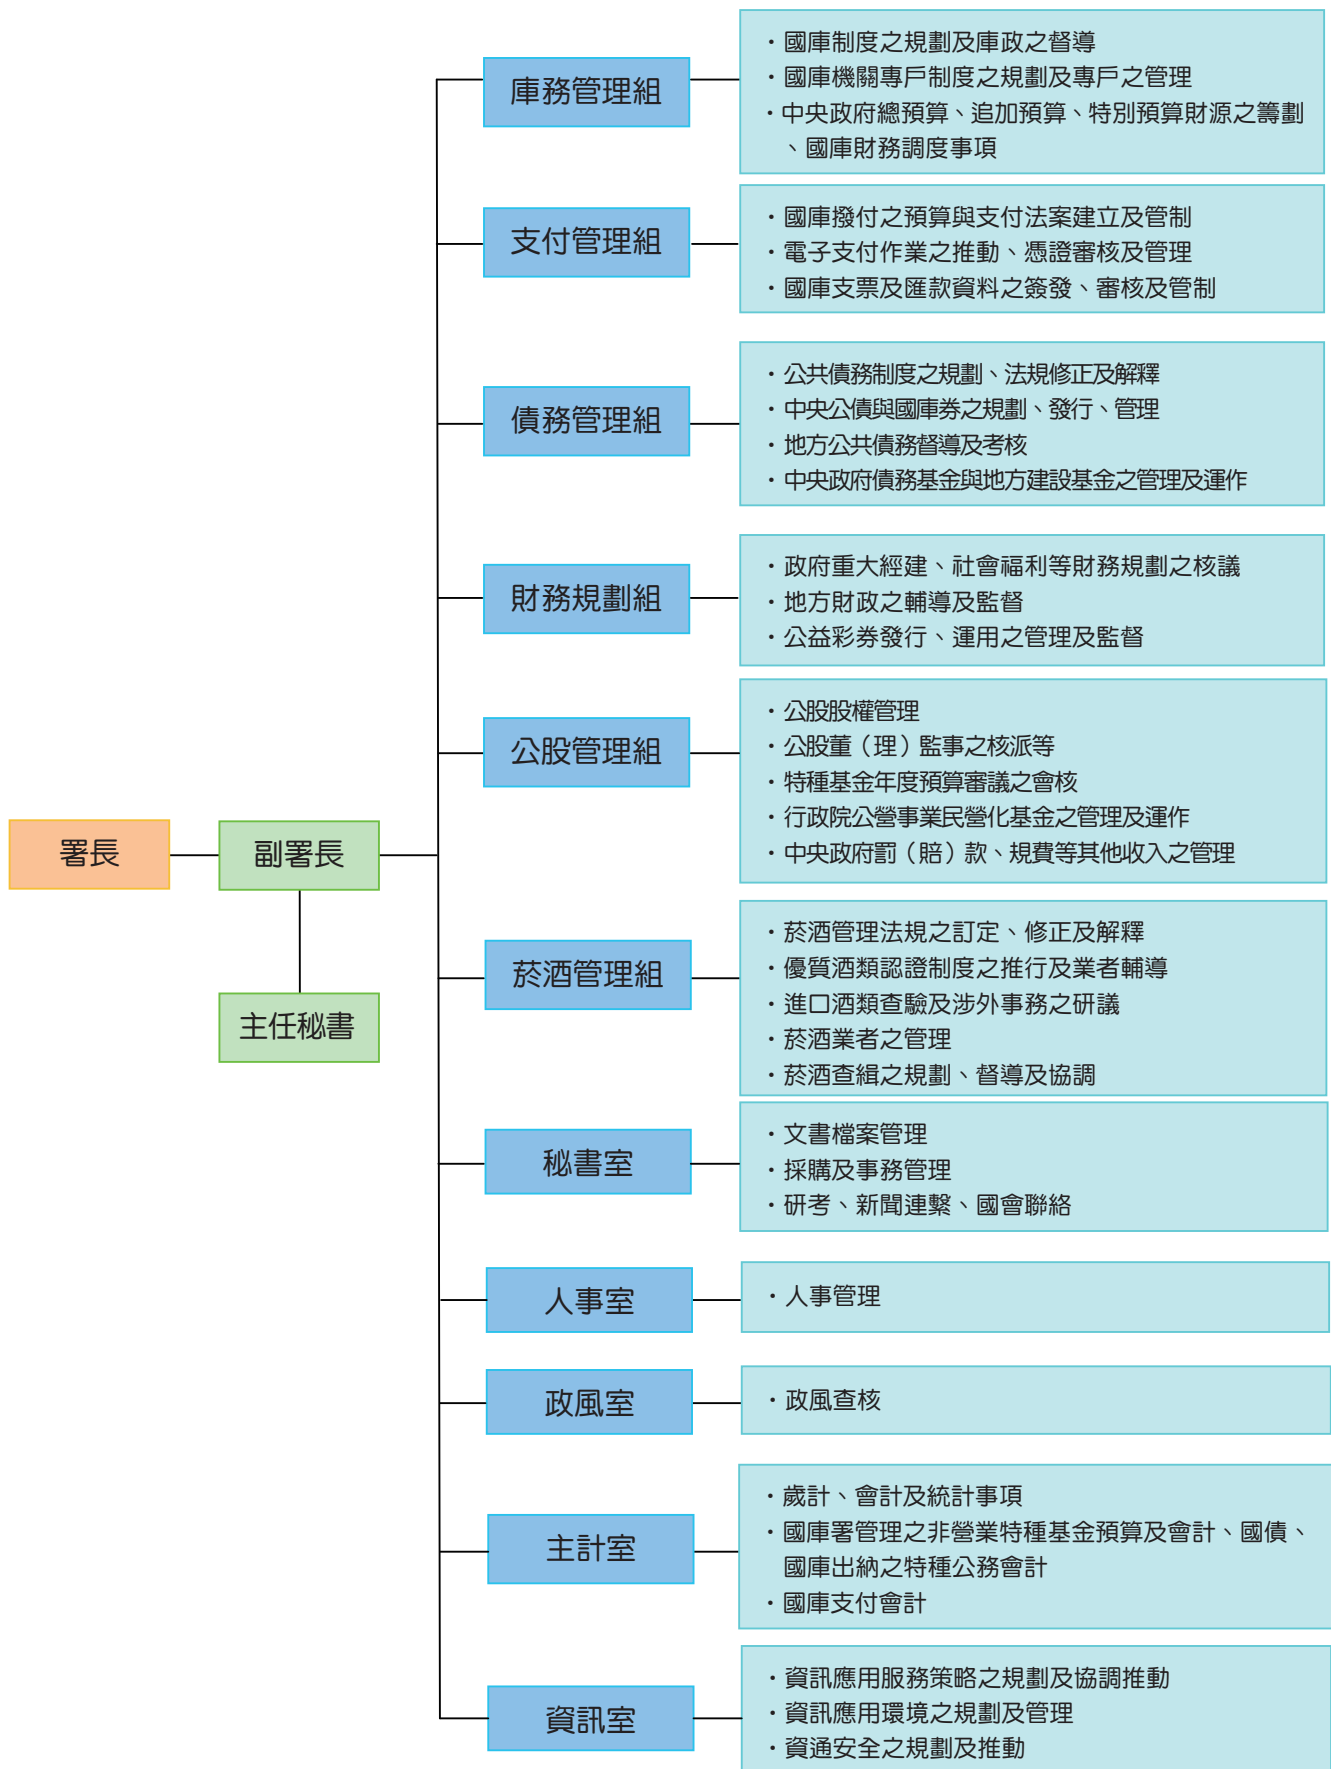 署長
副署長
主任秘書
庫務管理組
・國庫制度之規劃及庫政之督導
・國庫機關專戶制度之規劃及專戶之管理
・中央政府總預算、追加預算、特別預算財源之籌劃
、國庫財務調度事項
支付管理組
・國庫撥付之預算與支付法案建立及管制
・電子支付作業之推動、憑證審核及管理
・國庫支票及匯款資料之簽發、審核及管制
債務管理組
・公共債務制度之規劃、法規修正及解釋
・中央公債與國庫券之規劃、發行、管理
・地方公共債務督導及考核
・中央政府債務基金與地方建設基金之管理及運作
財務規劃組
・政府重大經建、社會福利等財務規劃之核議
・地方財政之輔導及監督
・公益彩券發行、運用之管理及監督
公股管理組
・公股股權管理
・公股董（理）監事之核派等
・特種基金年度預算審議之會核
・行政院公營事業民營化基金之管理及運作
・中央政府罰（賠）款、規費等其他收入之管理
菸酒管理組
・菸酒管理法規之訂定、修正及解釋
・優質酒類認證制度之推行及業者輔導
・進口酒類查驗及涉外事務之研議
・菸酒業者之管理
・菸酒查緝之規劃、督導及協調
秘書室
・文書檔案管理
・採購及事務管理
・研考、新聞連繫、國會聯絡
人事室
・人事管理
政風室
・政風查核
主計室
・歲計、會計及統計事項
・國庫署管理之非營業特種基金預算及會計、國債、
國庫出納之特種公務會計
・國庫支付會計
資訊室
・資訊應用服務策略之規劃及協調推動
・資訊應用環境之規劃及管理
・資通安全之規劃及推動